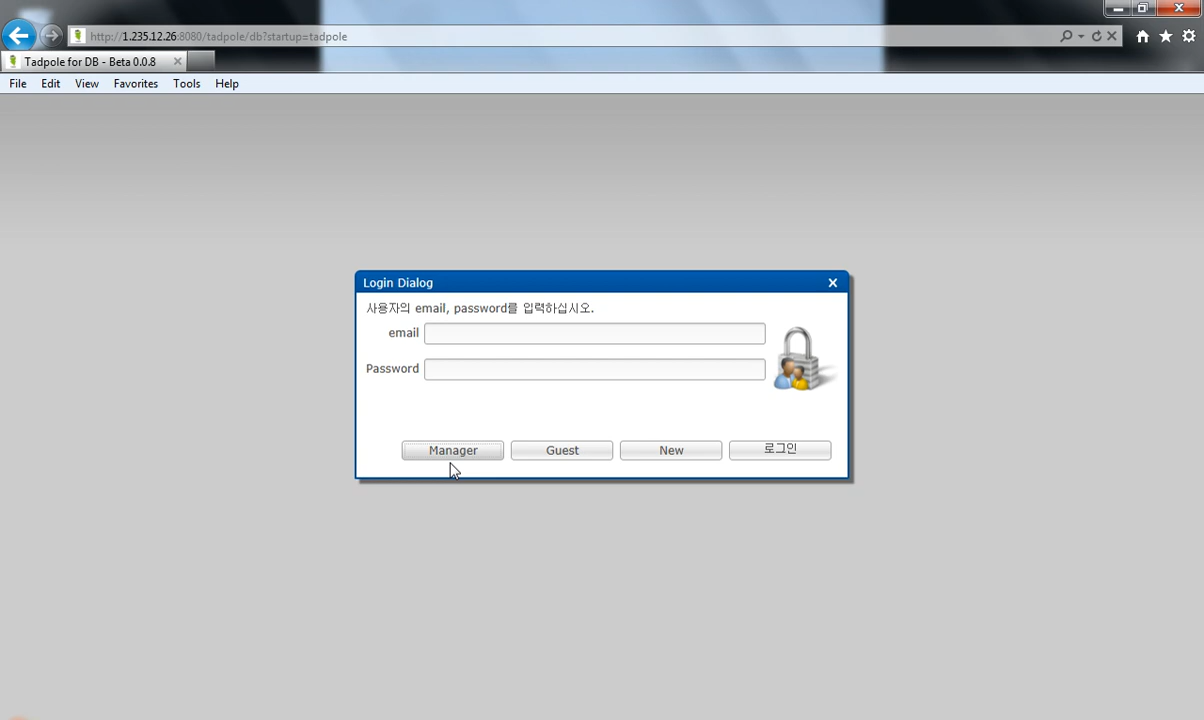 http://1.235.12.26:8080/tadpole/db?startup=tadpole
Tadpole for DB - Beta 0.0.8
File Edit View Favorites Tools Help
Login Dialog
사용자의 email, password를 입력하십시오.
email
Password
Manager Guest New 로그인